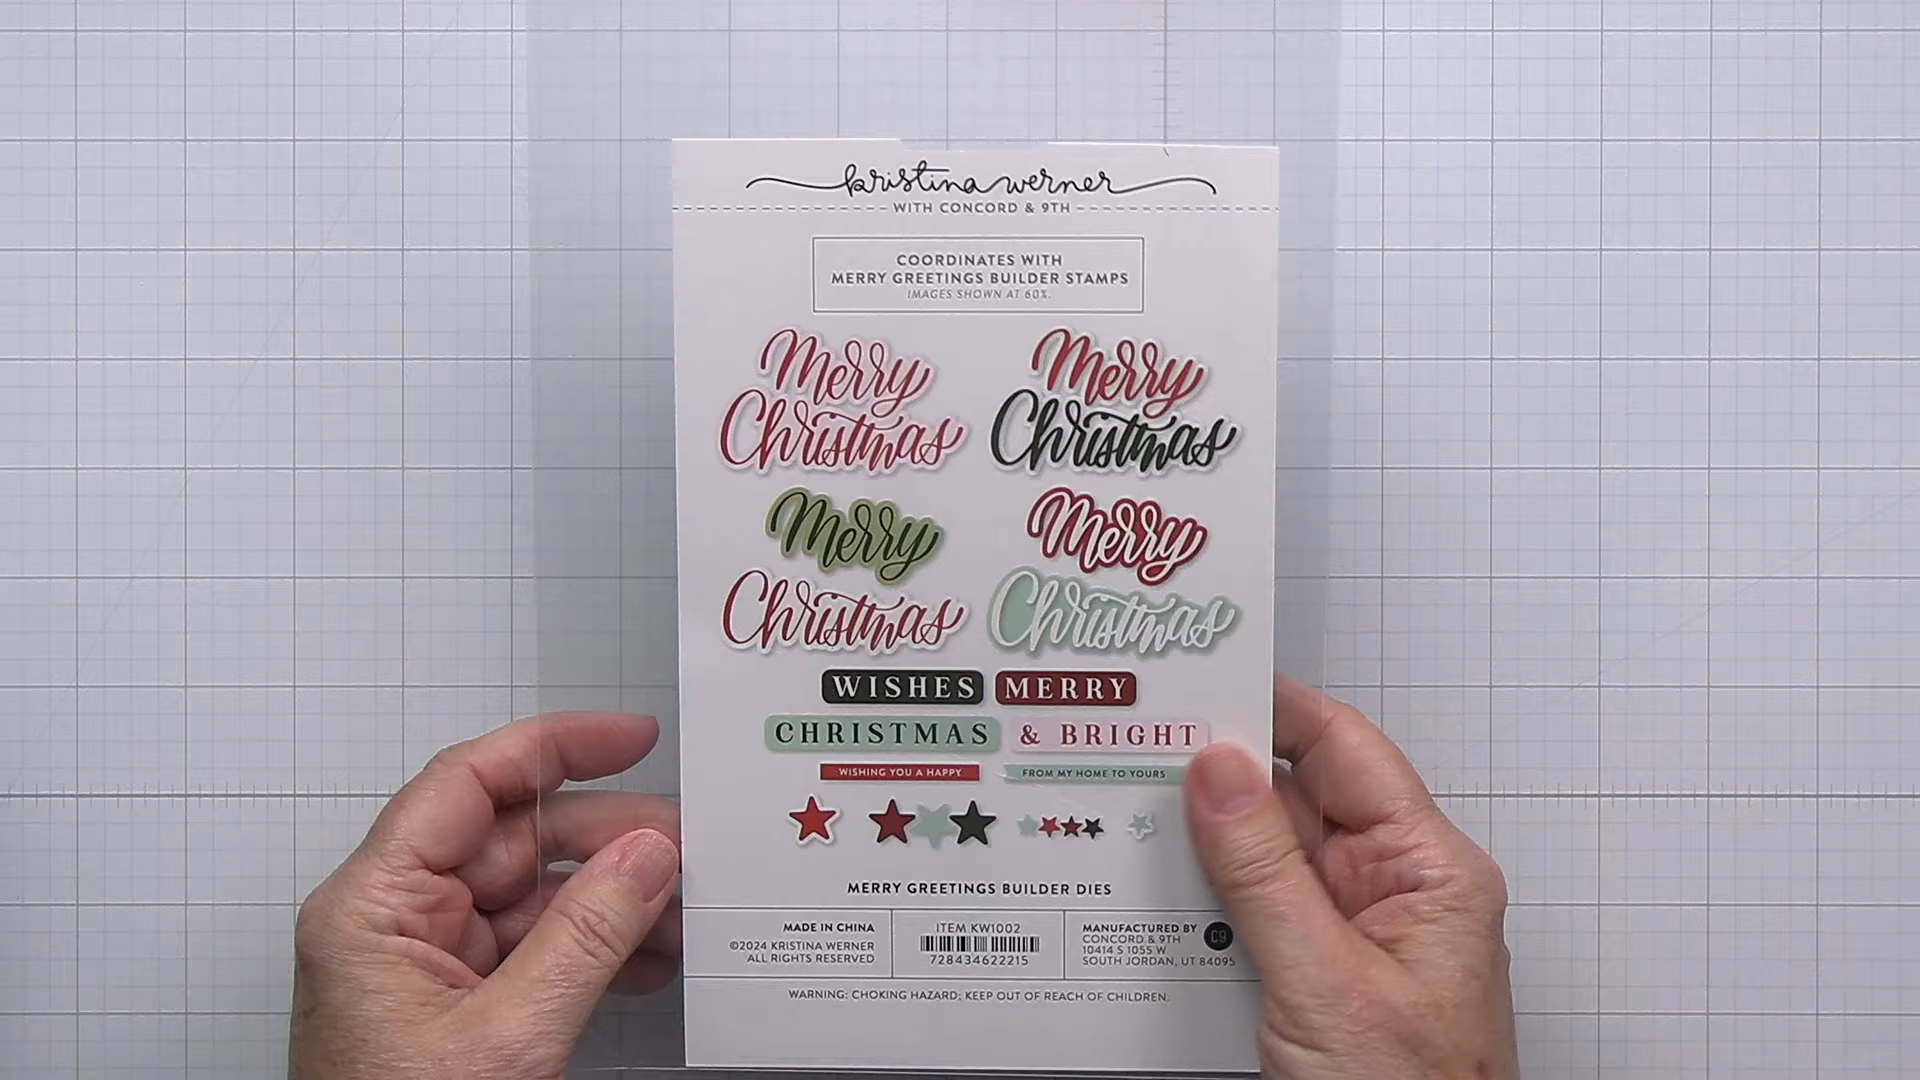 kristina werner
WITH CONCORD & 9TH
COORDINATES WITH
MERRY GREETINGS BUILDER STAMPS
IMAGES SHOWN AT 60%.
Merry Merry
Christmas Christmas
Merry Merry
Christmas Christmas
WISHES MERRY
CHRISTMAS & BRIGHT
WISHING YOU A HAPPY FROM MY HOME TO YOURS
MERRY GREETINGS BUILDER DIES
MADE IN CHINA
©2024 KRISTINA WERNER
ALL RIGHTS RESERVED
ITEM KW1002
728434622215
MANUFACTURED BY
CONCORD & 9TH
10414 S 1055 W
SOUTH JORDAN, UT 84095
C9
WARNING: CHOKING HAZARD; KEEP OUT OF REACH OF CHILDREN.